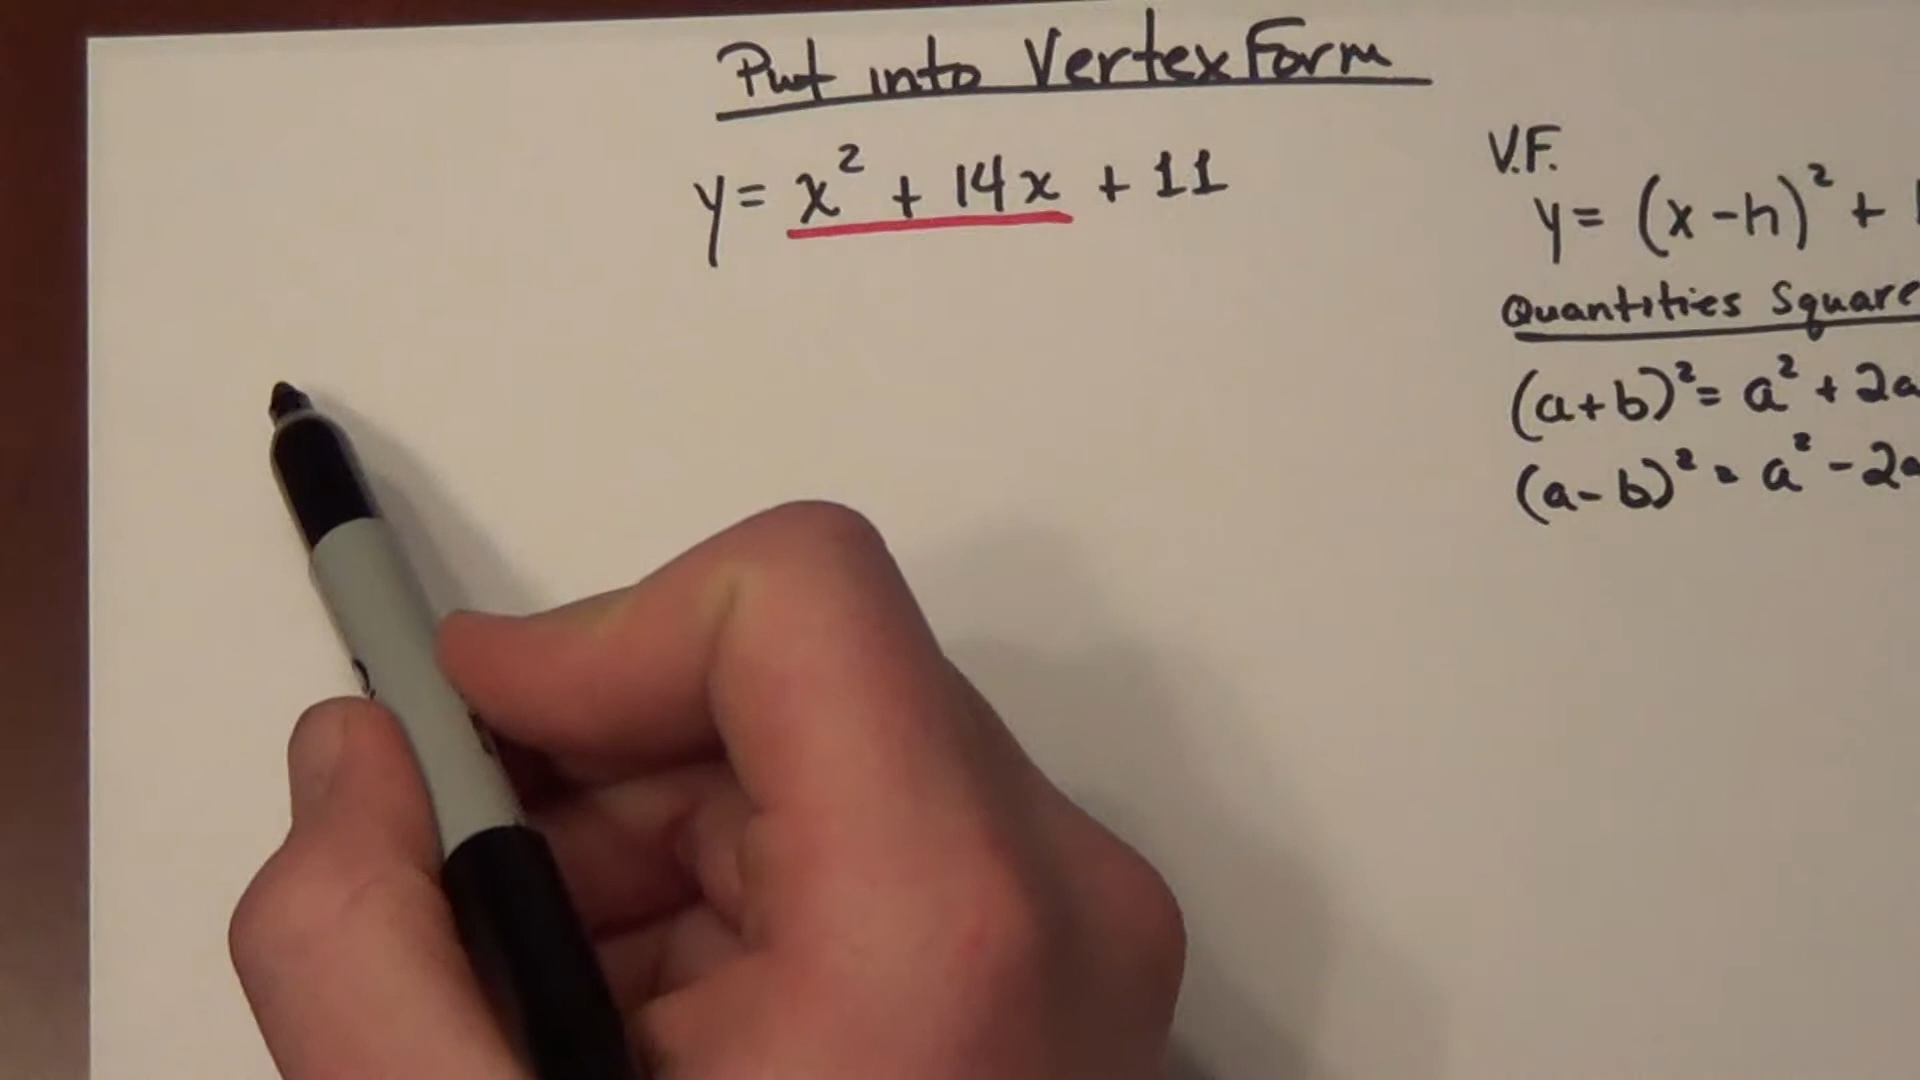 Put into Vertex Form
y = x² + 14x + 11
V.F.
y = (x - h)² +
Quantities Square
(a + b)² = a² + 2a
(a - b)² = a² - 2a